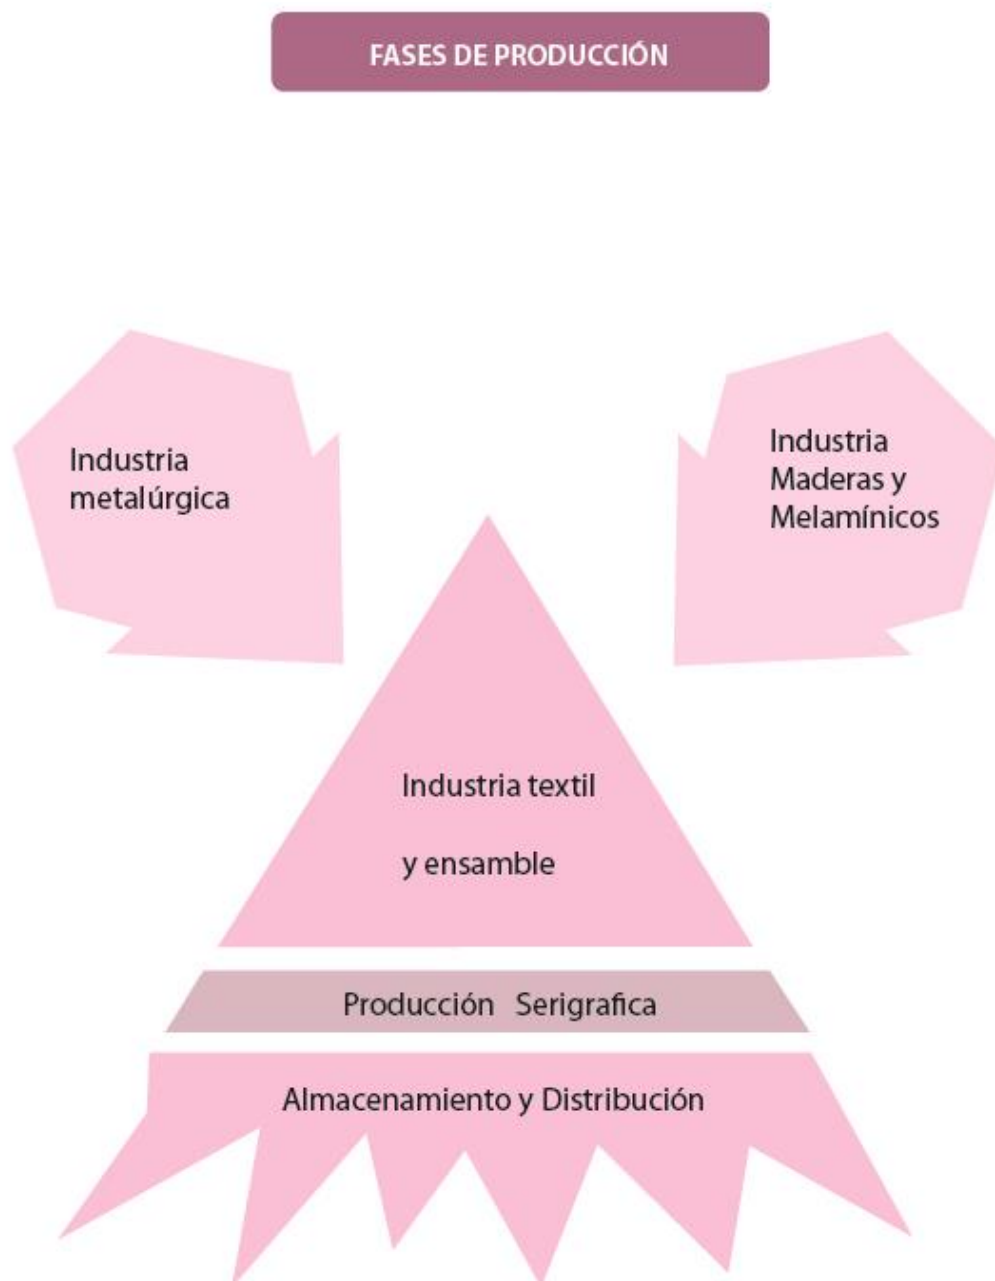 FASES DE PRODUCCIÓN
Industria
metalúrgica
Industria
Maderas y
Melamínicos
Industria textil
y ensamble
Producción Serigrafica
Almacenamiento y Distribución